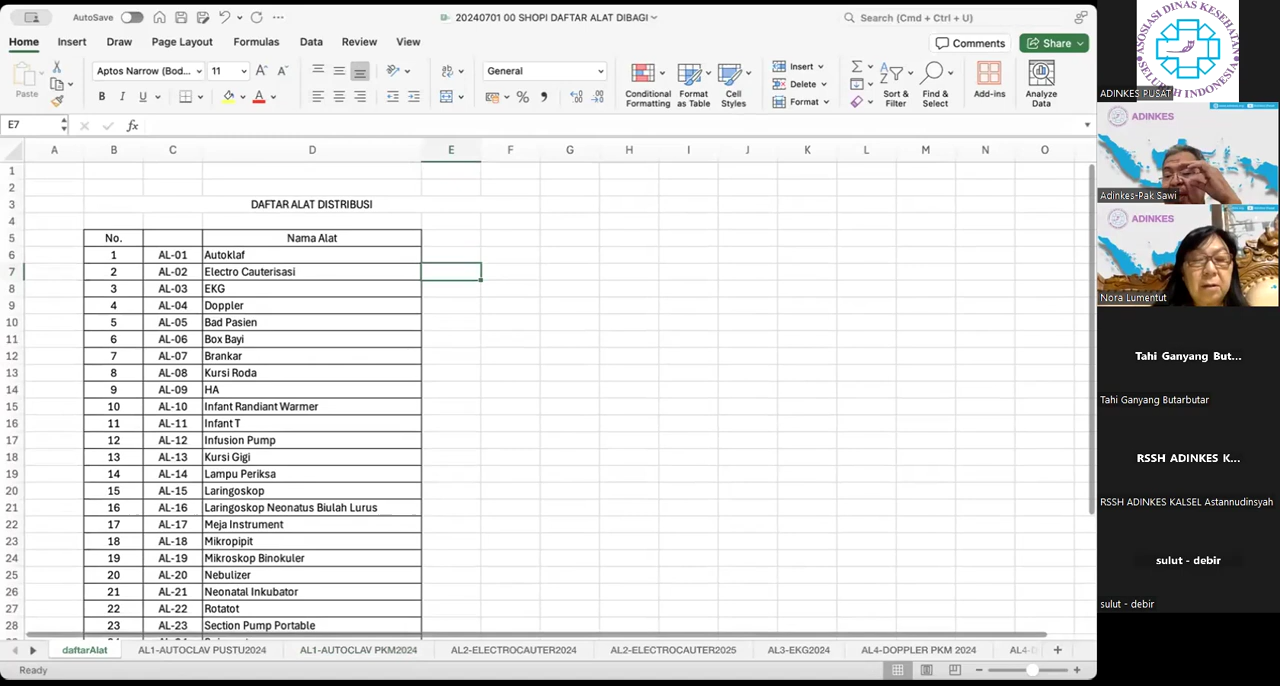 AutoSave
20240701 00 SHOPI DAFTAR ALAT DIBAGI
Search (Cmd + Ctrl + U)
Home Insert Draw Page Layout Formulas Data Review View
Comments Share
Paste
Aptos Narrow (Bod... 11
B I U
General
Conditional Formatting
Format as Table
Cell Styles
Insert
Delete
Format
Sort & Filter
Find & Select
Add-ins
Analyze Data
E7 fx
A B C D E F G H I J K L M N O
1
2
3 DAFTAR ALAT DISTRIBUSI
4
5 No. Nama Alat
6 1 AL-01 Autoklaf
7 2 AL-02 Electro Cauterisasi
8 3 AL-03 EKG
9 4 AL-04 Doppler
10 5 AL-05 Bad Pasien
11 6 AL-06 Box Bayi
12 7 AL-07 Brankar
13 8 AL-08 Kursi Roda
14 9 AL-09 HA
15 10 AL-10 Infant Randiant Warmer
16 11 AL-11 Infant T
17 12 AL-12 Infusion Pump
18 13 AL-13 Kursi Gigi
19 14 AL-14 Lampu Periksa
20 15 AL-15 Laringoskop
21 16 AL-16 Laringoskop Neonatus Biulah Lurus
22 17 AL-17 Meja Instrument
23 18 AL-18 Mikropipit
24 19 AL-19 Mikroskop Binokuler
25 20 AL-20 Nebulizer
26 21 AL-21 Neonatal Inkubator
27 22 AL-22 Rotatot
28 23 AL-23 Section Pump Portable
daftarAlat AL1-AUTOCLAV PUSTU2024 AL1-AUTOCLAV PKM2024 AL2-ELECTROCAUTER2024 AL2-ELECTROCAUTER2025 AL3-EKG2024 AL4-DOPPLER PKM 2024
Ready
ASOSIASI DINAS KESEHATAN
SELURUH INDONESIA
ADINKES PUSAT
ADINKES
Adinkes-Pak Sawi
ADINKES
Nora Lumentut
Tahi Ganyang But...
Tahi Ganyang Butarbutar
RSSH ADINKES K...
RSSH ADINKES KALSEL Astannudinsyah
sulut - debir
sulut - debir